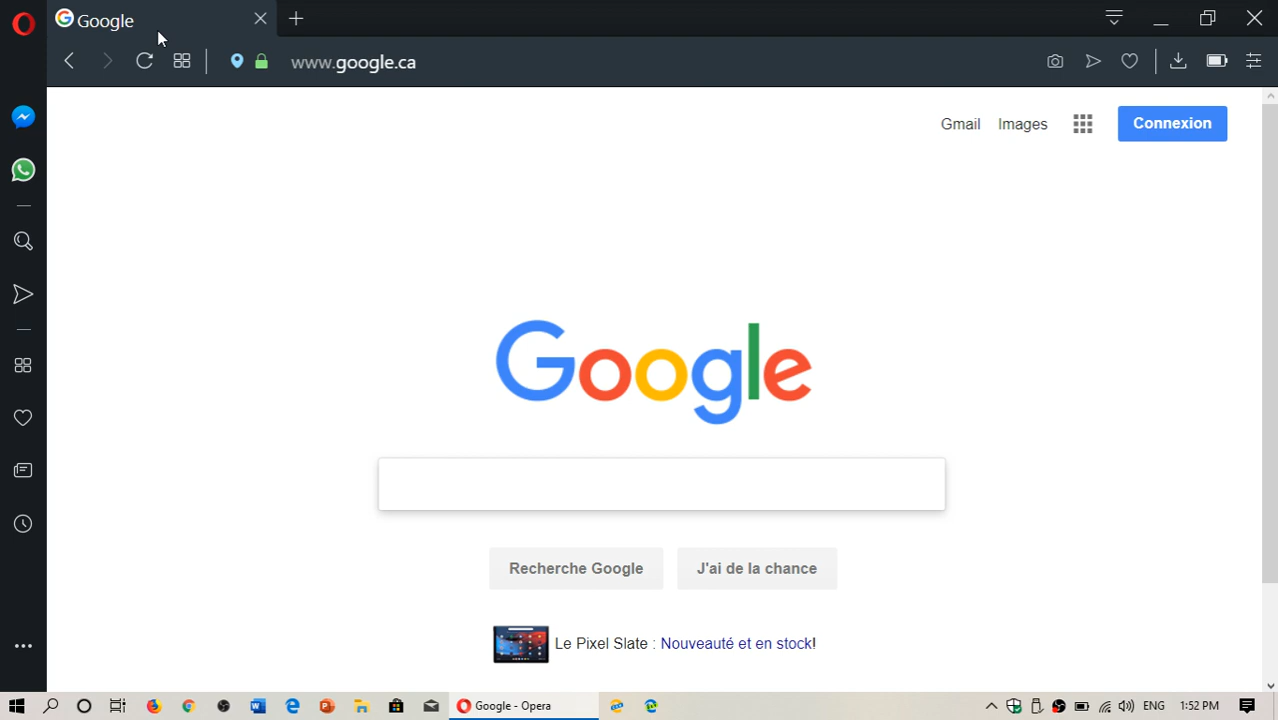 Google
www.google.ca
Gmail Images Connexion
Google
Recherche Google J'ai de la chance
Le Pixel Slate : Nouveauté et en stock!
Google - Opera ENG 1:52 PM